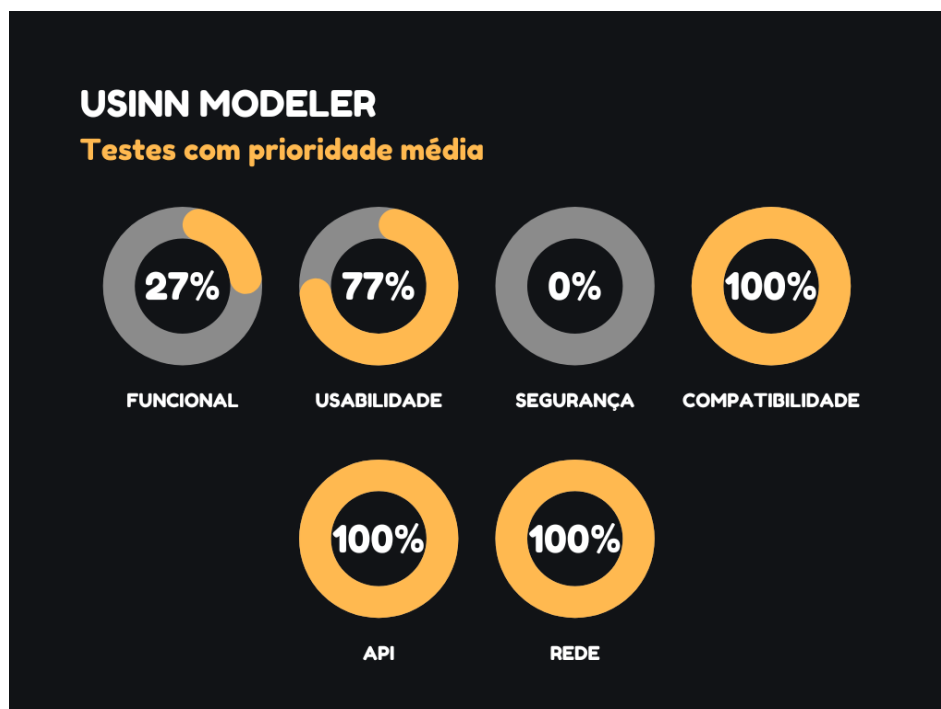 USINN MODELER
Testes com prioridade média
27% 77% 0% 100%
FUNCIONAL USABILIDADE SEGURANÇA COMPATIBILIDADE
100% 100%
API REDE